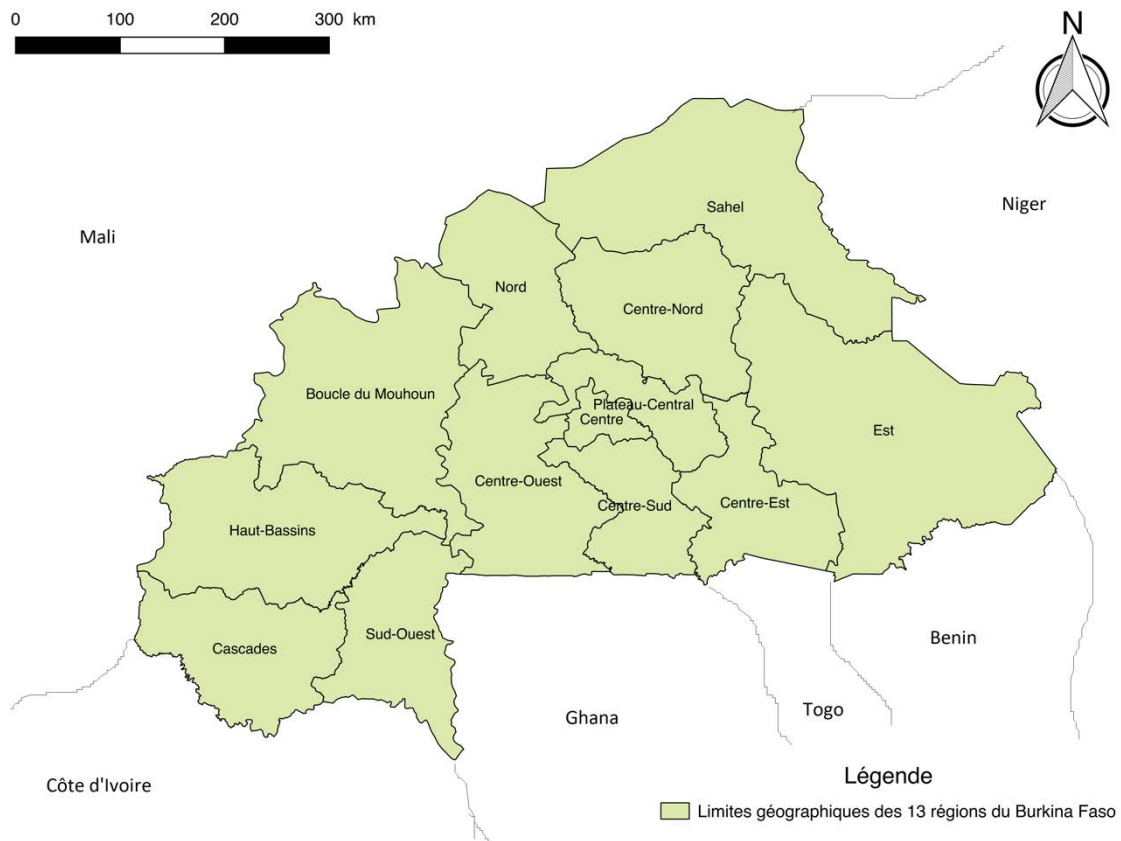 0 100 200 300 km
N
Sahel
Niger
Mali
Nord
Centre-Nord
Boucle du Mouhoun
Plateau-Central
Centre
Est
Centre-Ouest
Centre-Sud
Centre-Est
Haut-Bassins
Sud-Ouest
Cascades
Benin
Ghana
Togo
Côte d'Ivoire
Légende
Limites géographiques des 13 régions du Burkina Faso